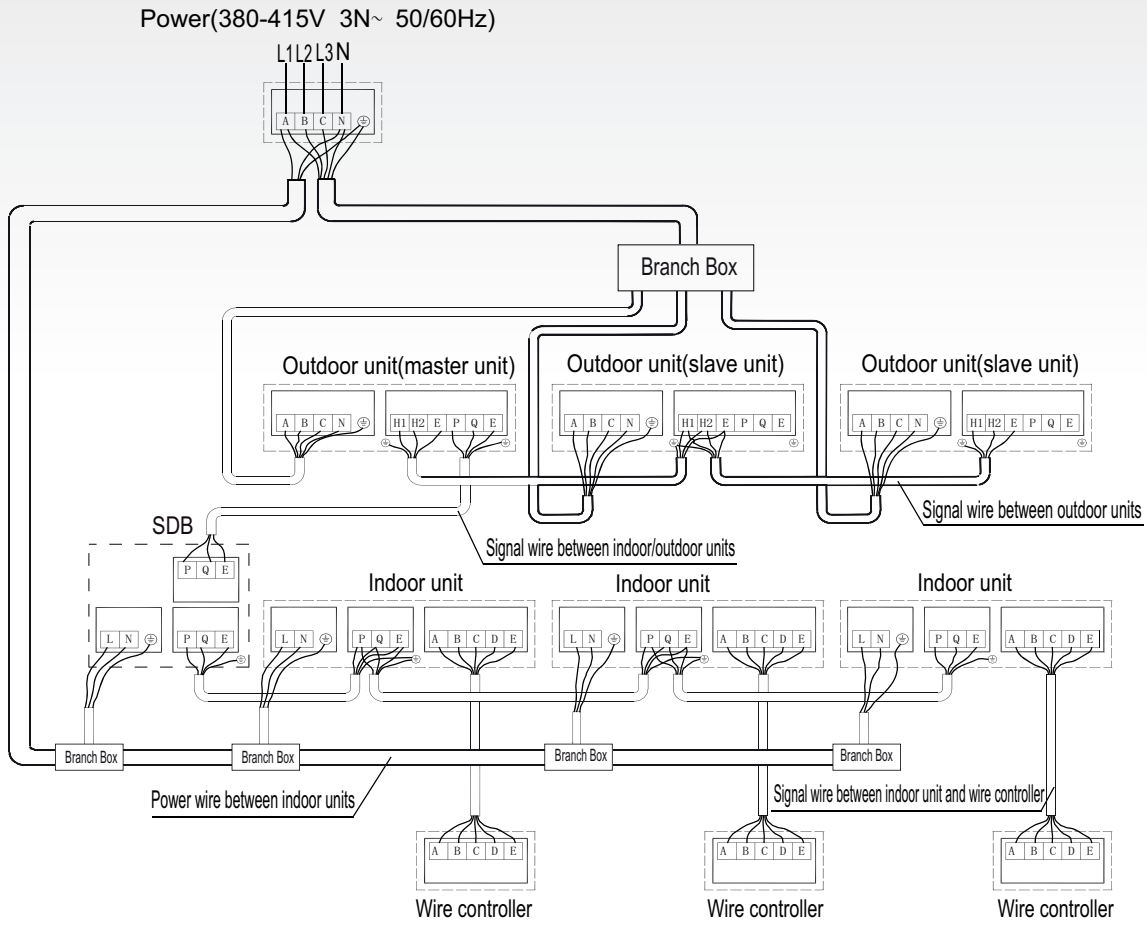 Power(380-415V 3N~ 50/60Hz)
L1 L2 L3 N
A B C N
Branch Box
Outdoor unit(master unit)
Outdoor unit(slave unit)
Outdoor unit(slave unit)
A B C N
H1 H2 E P Q E
A B C N
H1 H2 E P Q E
A B C N
H1 H2 E P Q E
Signal wire between outdoor units
SDB
Signal wire between indoor/outdoor units
P Q E
Indoor unit
Indoor unit
Indoor unit
L N
P Q E
L N
P Q E
A B C D E
L N
P Q E
A B C D E
L N
P Q E
A B C D E
Branch Box
Branch Box
Branch Box
Branch Box
Power wire between indoor units
Signal wire between indoor unit and wire controller
A B C D E
A B C D E
A B C D E
Wire controller
Wire controller
Wire controller